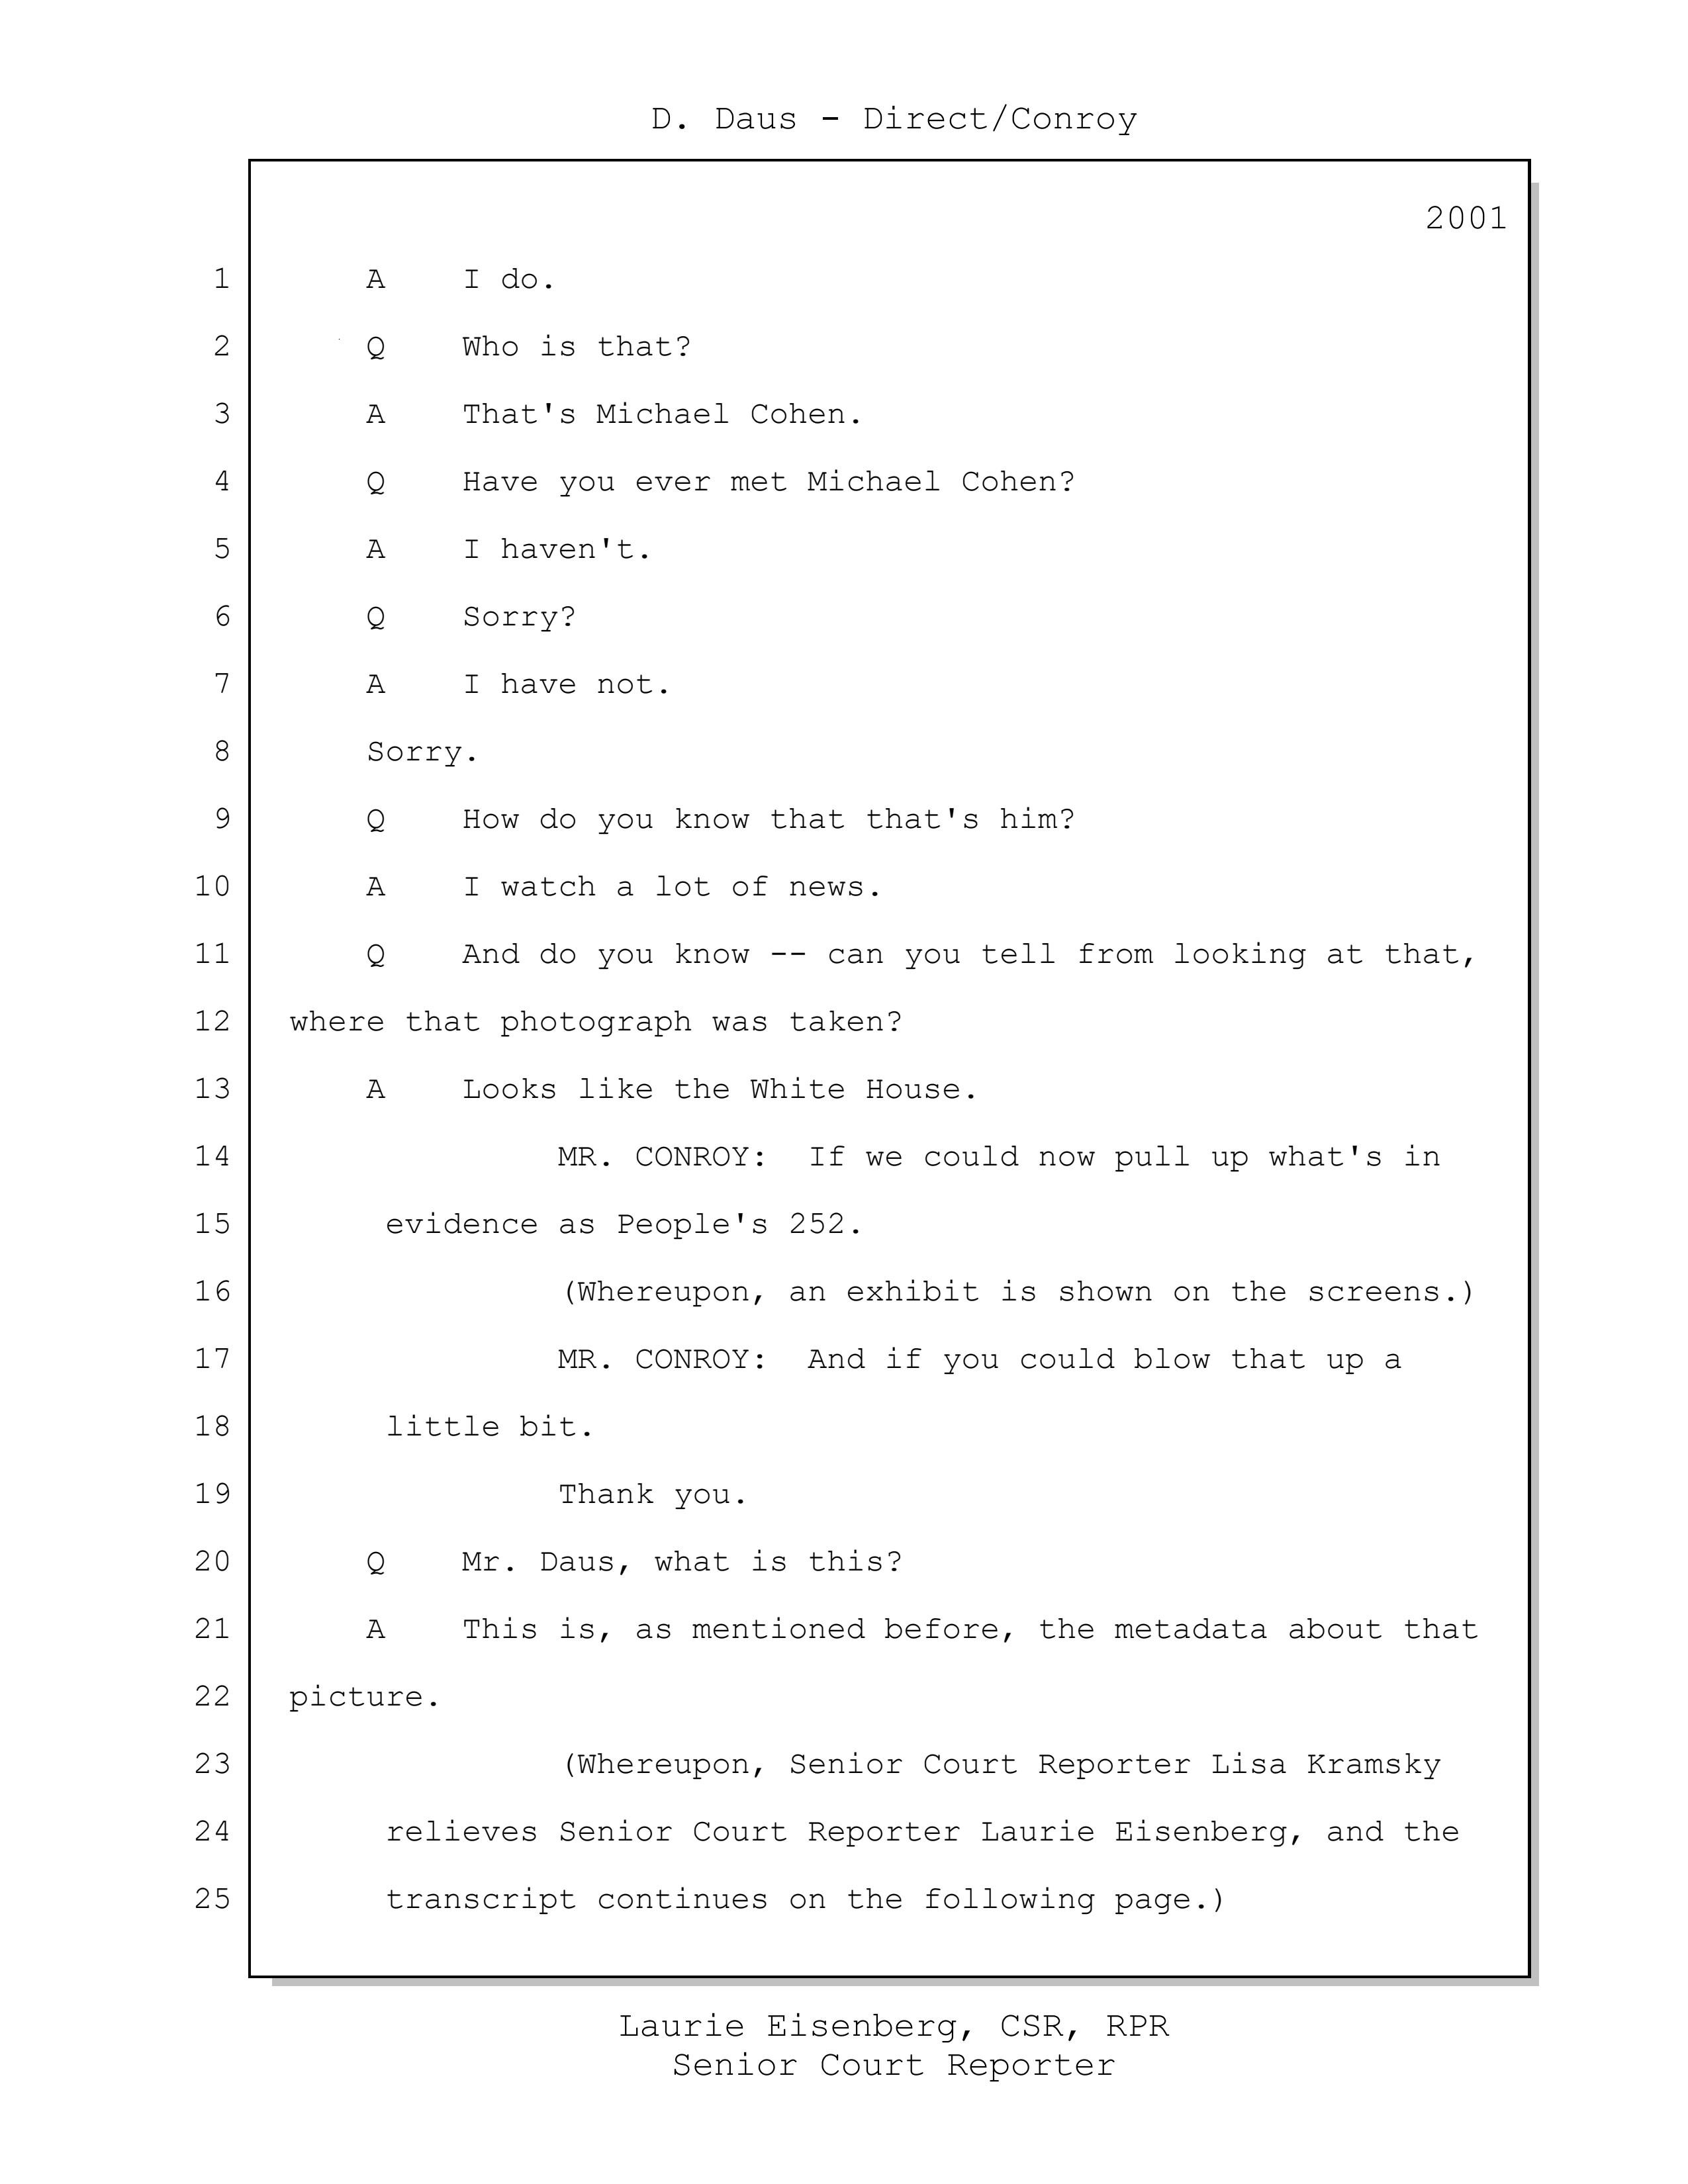 D. Daus - Direct/Conroy
2001
1 A I do.
2 Q Who is that?
3 A That's Michael Cohen.
4 Q Have you ever met Michael Cohen?
5 A I haven't.
6 Q Sorry?
7 A I have not.
8 Sorry.
9 Q How do you know that that's him?
10 A I watch a lot of news.
11 Q And do you know -- can you tell from looking at that,
12 where that photograph was taken?
13 A Looks like the White House.
14 MR. CONROY: If we could now pull up what's in
15 evidence as People's 252.
16 (Whereupon, an exhibit is shown on the screens.)
17 MR. CONROY: And if you could blow that up a
18 little bit.
19 Thank you.
20 Q Mr. Daus, what is this?
21 A This is, as mentioned before, the metadata about that
22 picture.
23 (Whereupon, Senior Court Reporter Lisa Kramsky
24 relieves Senior Court Reporter Laurie Eisenberg, and the
25 transcript continues on the following page.)
Laurie Eisenberg, CSR, RPR
Senior Court Reporter